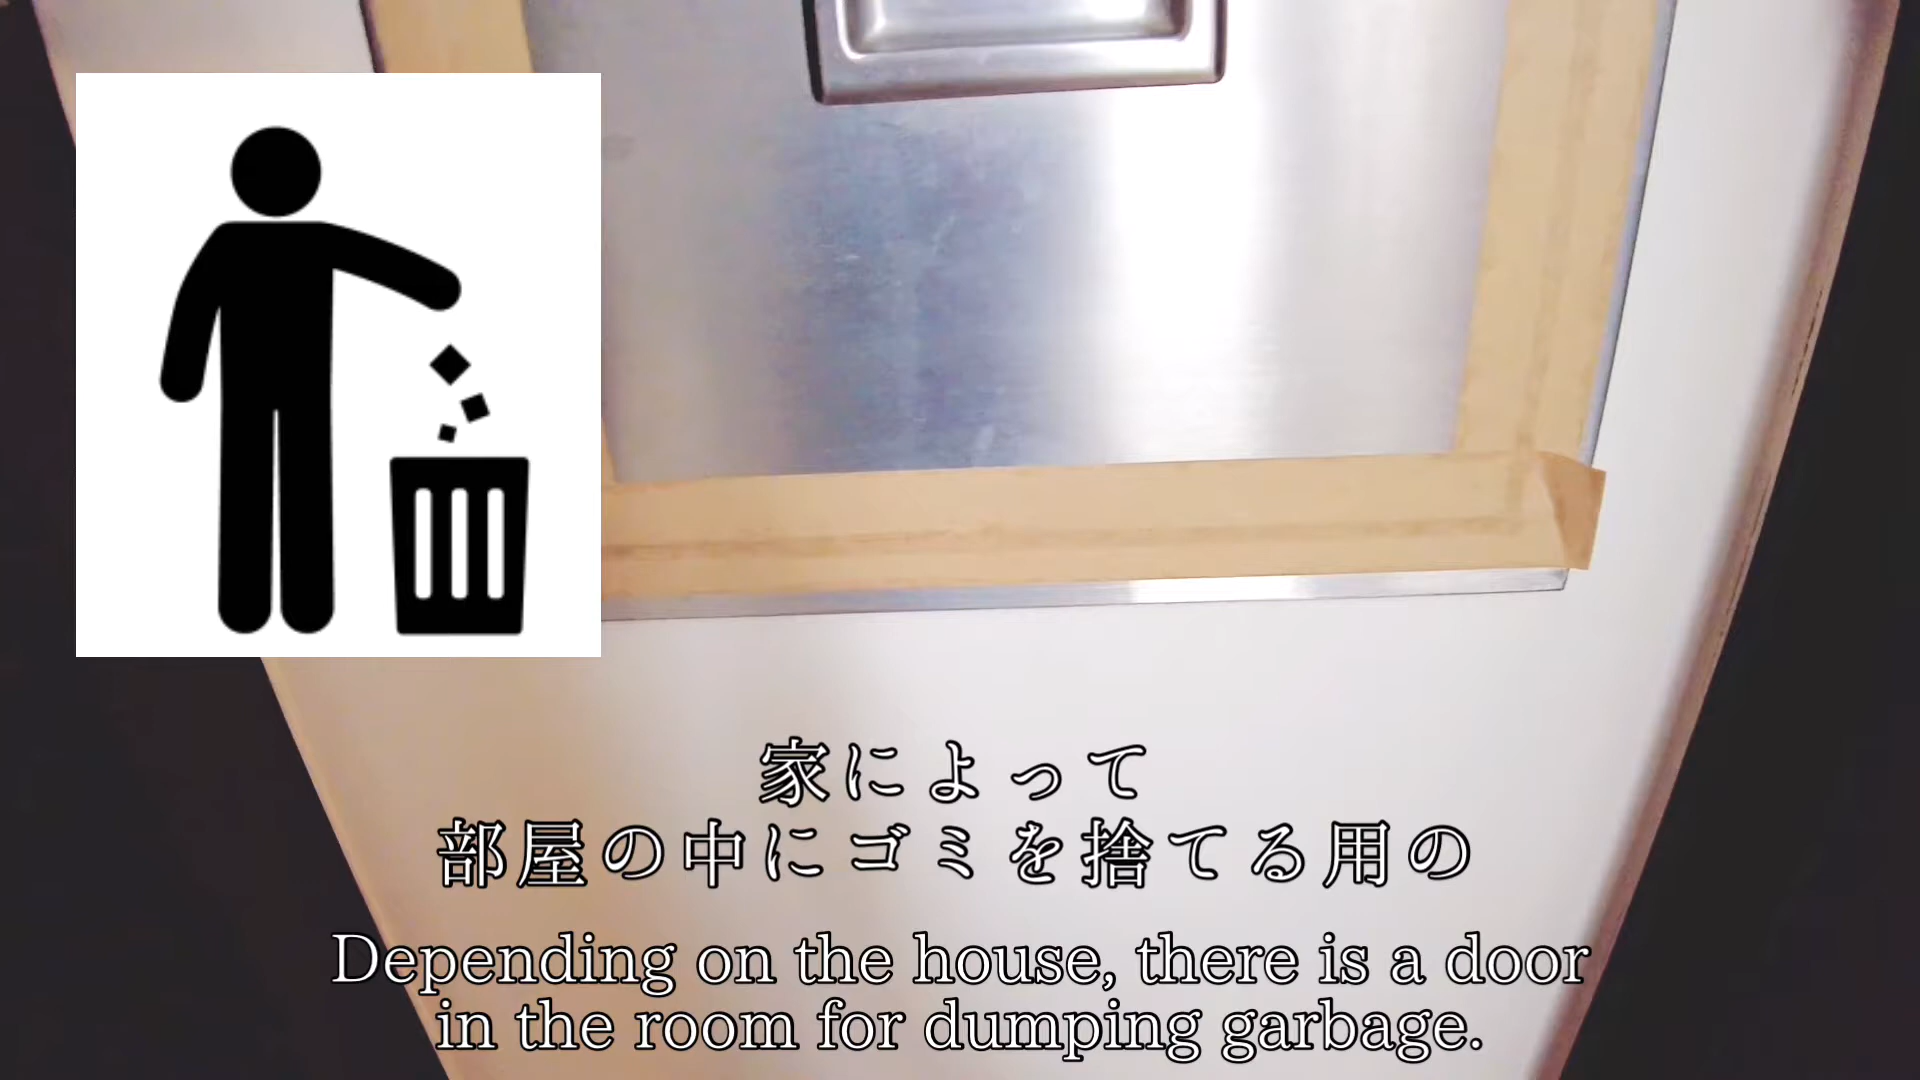 家によって
部屋の中にゴミを捨てる用の
Depending on the house, there is a door
in the room for dumping garbage.